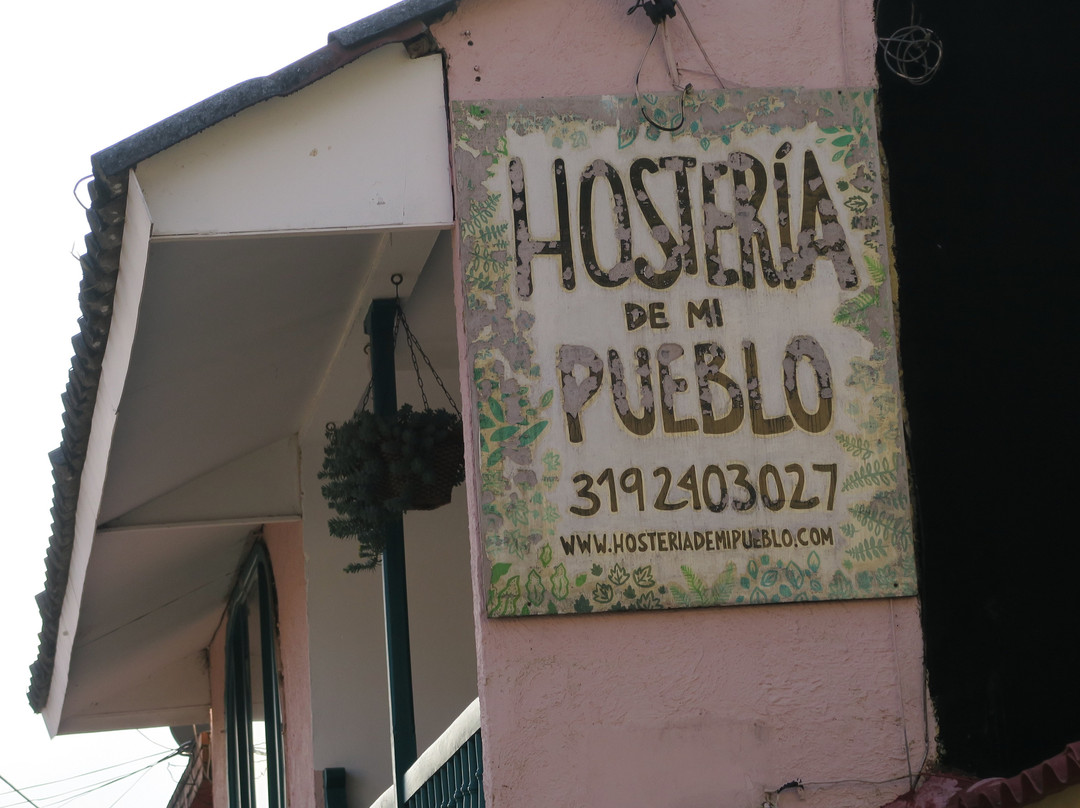 HOSTERÍA
DE MI
PUEBLO
3192403027
WWW.HOSTERIADEMIPUEBLO.COM